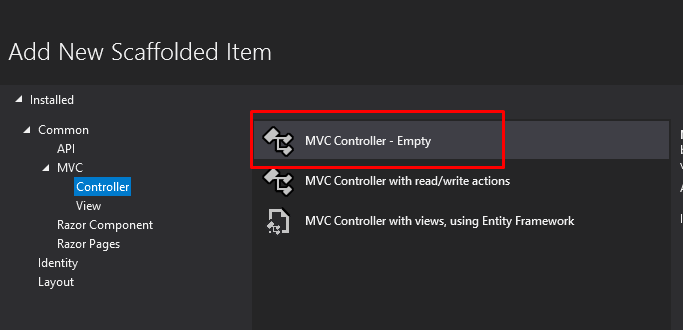 Add New Scaffolded Item
Installed
Common
API
MVC
Controller
View
Razor Component
Razor Pages
Identity
Layout
MVC Controller - Empty
MVC Controller with read/write actions
MVC Controller with views, using Entity Framework